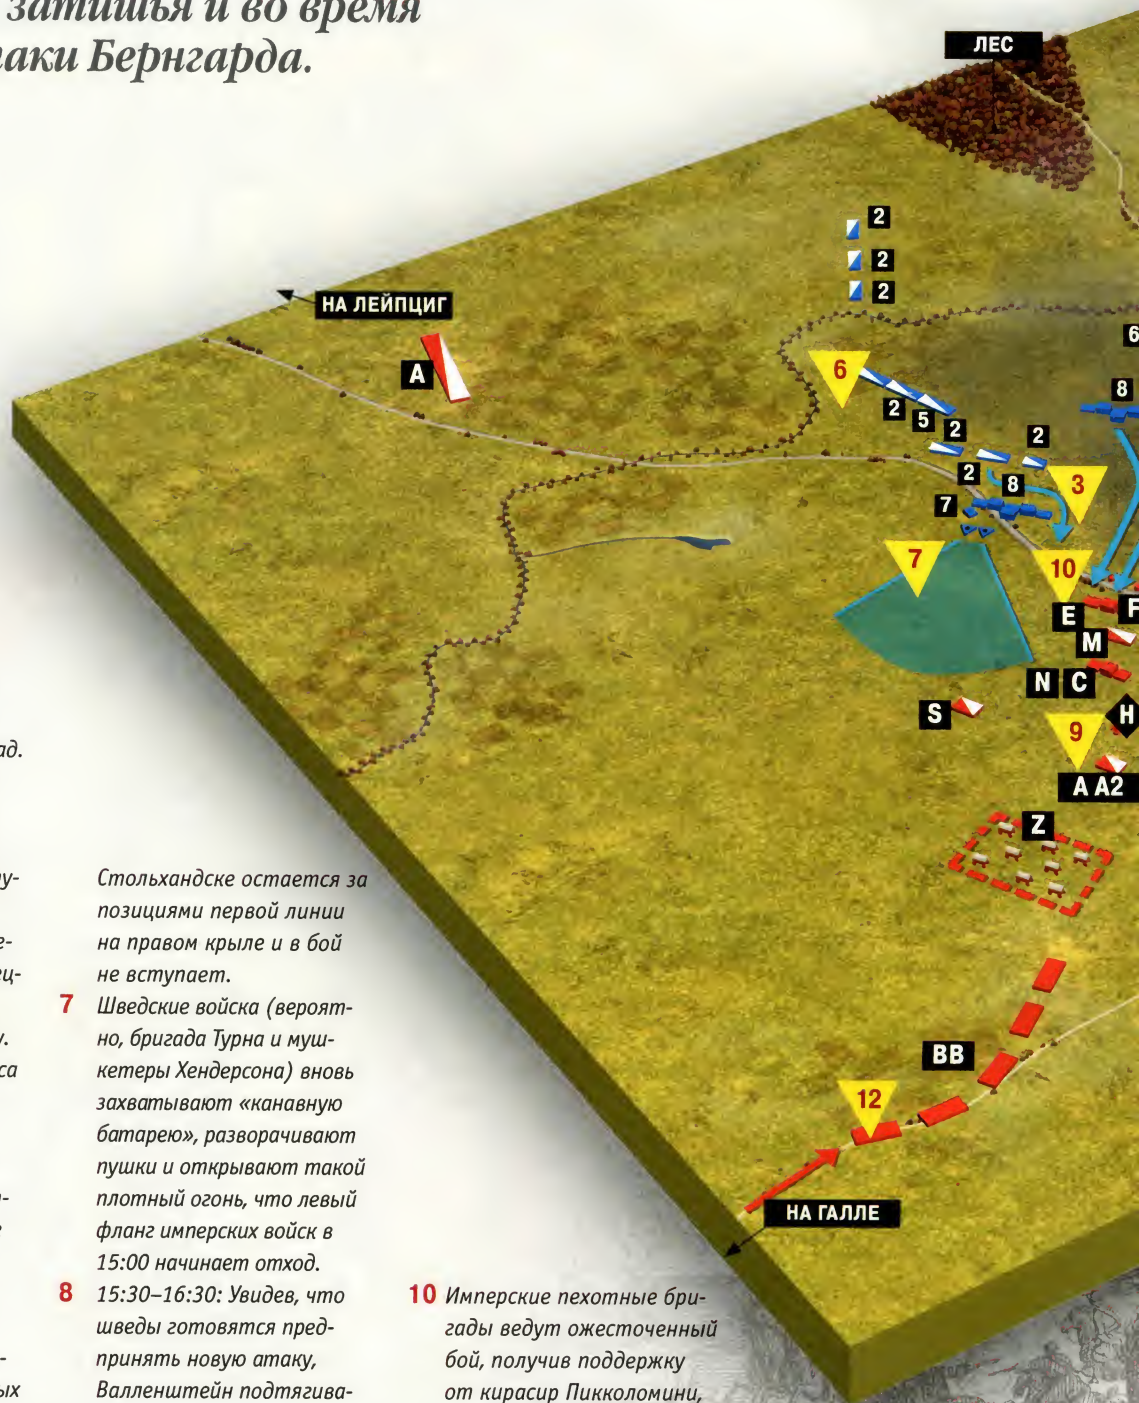 затишья и во время
аки Бернгарда.
ЛЕС
2
2
2
НА ЛЕЙПЦИГ
A
6
6
8
2
5
2
2
2
8
3
7
7
10
E
F
M
N C
S
H
9
A A2
Z
BB
12
НА ГАЛЛЕ
ад.
у-
е-
ец-
у.
са
-
-
ых
Стольхандске остается за
позициями первой линии
на правом крыле и в бой
не вступает.
7 Шведские войска (вероят-
но, бригада Турна и муш-
кетеры Хендерсона) вновь
захватывают «канавную
батарею», разворачивают
пушки и открывают такой
плотный огонь, что левый
фланг имперских войск в
15:00 начинает отход.
8 15:30–16:30: Увидев, что
шведы готовятся пред-
принять новую атаку,
Валленштейн подтягива-
10 Имперские пехотные бри-
гады ведут ожесточенный
бой, получив поддержку
от кирасир Пикколомини,